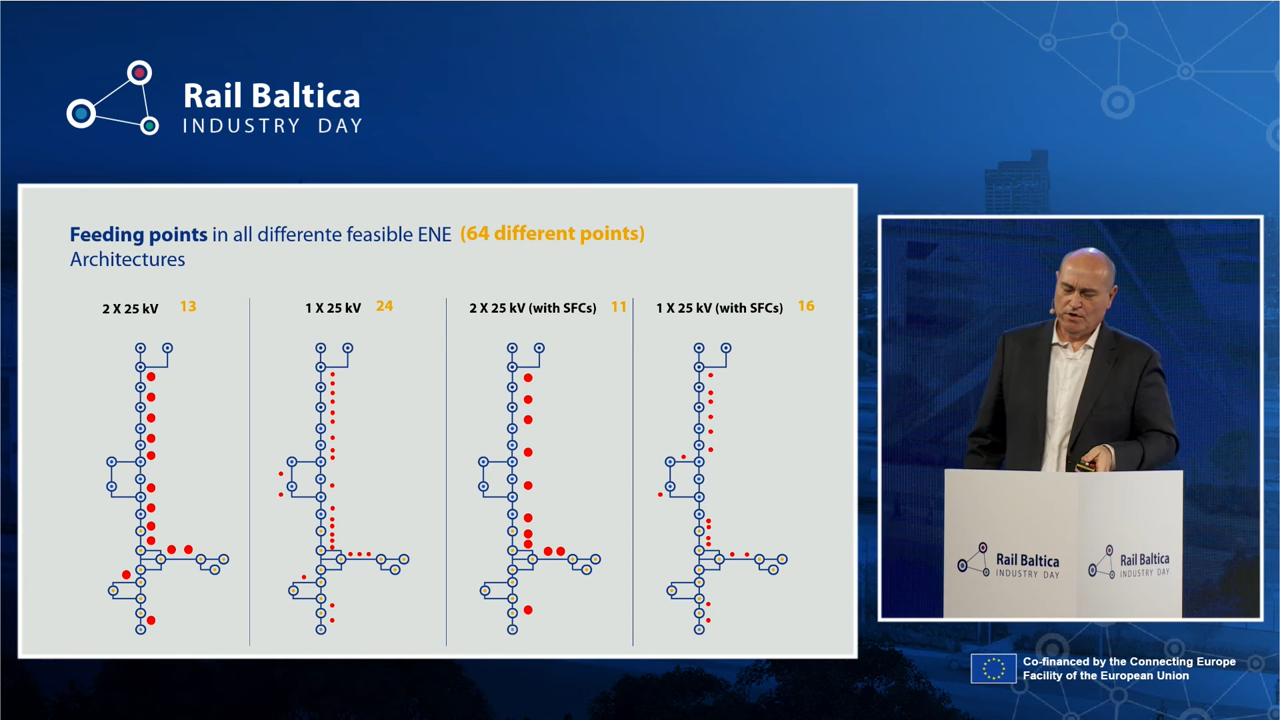 Rail Baltica
INDUSTRY DAY
Feeding points in all differente feasible ENE (64 different points)
Architectures
2 X 25 kV 13
1 X 25 kV 24
2 X 25 kV (with SFCs) 11
1 X 25 kV (with SFCs) 16
Rail Baltica
INDUSTRY DAY
Rail Baltica
INDUSTRY DAY
Co-financed by the Connecting Europe
Facility of the European Union